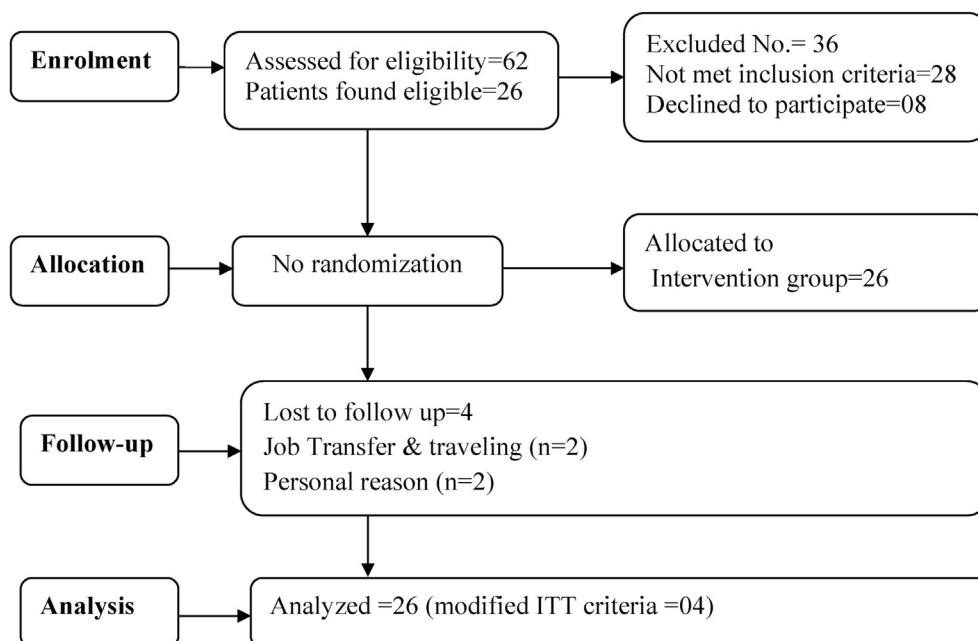 Enrolment
Assessed for eligibility=62
Patients found eligible=26
Excluded No.= 36
Not met inclusion criteria=28
Declined to participate=08
Allocation
No randomization
Allocated to
Intervention group=26
Follow-up
Lost to follow up=4
Job Transfer & traveling (n=2)
Personal reason (n=2)
Analysis
Analyzed =26 (modified ITT criteria =04)